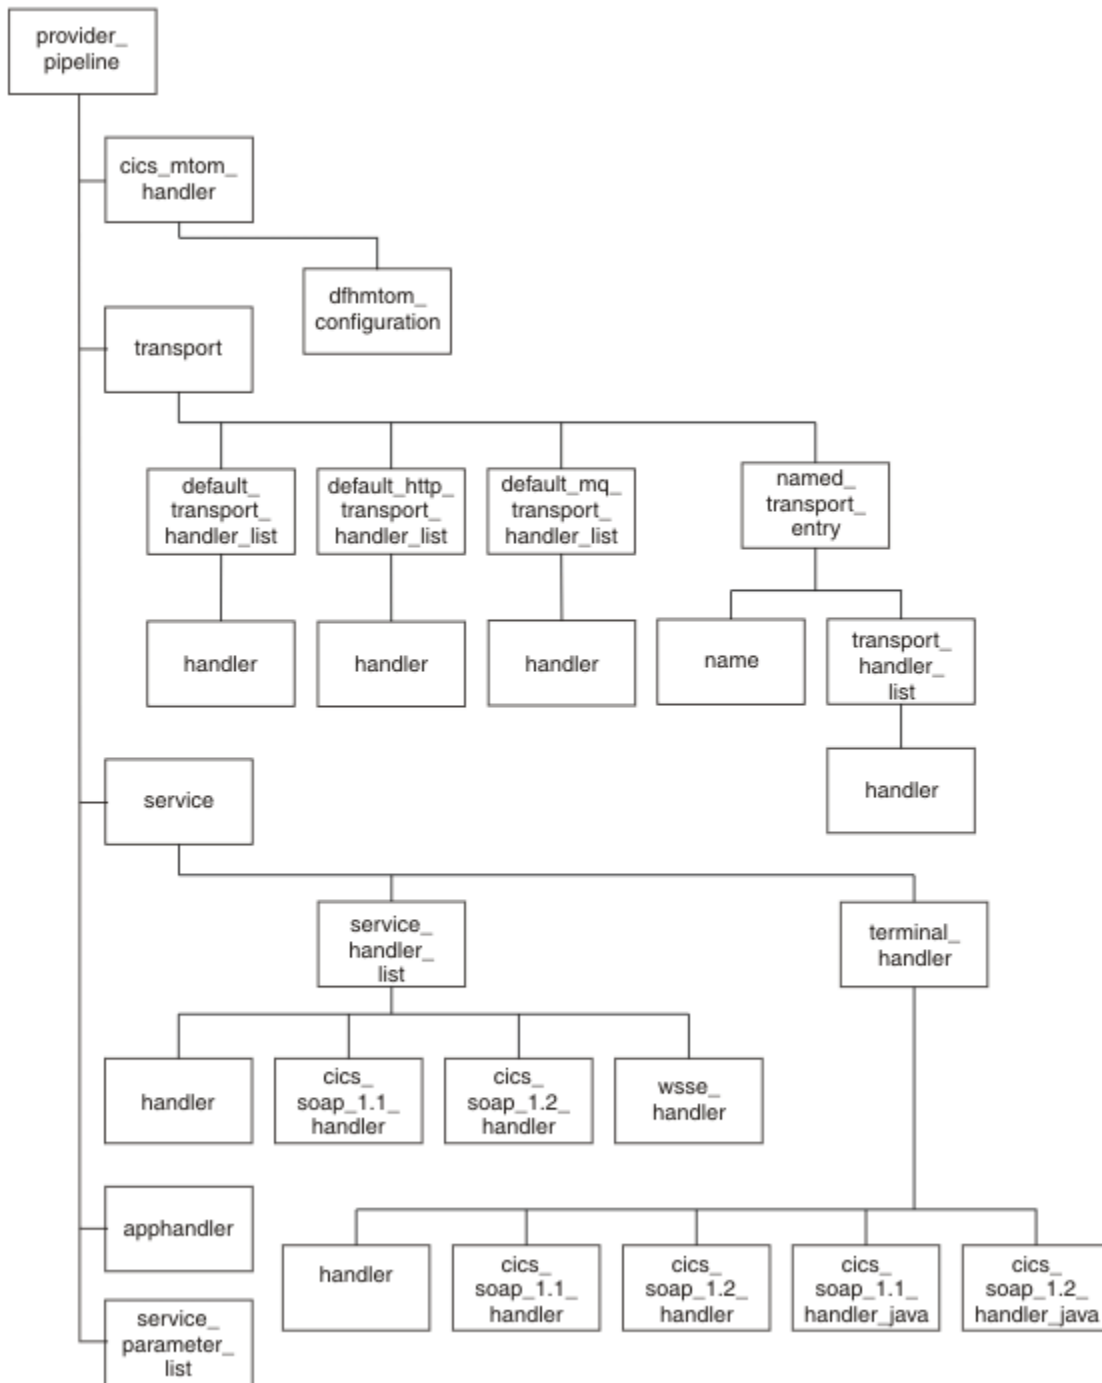 provider_
pipeline
cics_mtom_
handler
dfhmtom_
configuration
transport
default_
transport_
handler_list
default_http_
transport_
handler_list
default_mq_
transport_
handler_list
named_
transport_
entry
handler
handler
handler
name
transport_
handler_
list
handler
service
service_
handler_
list
terminal_
handler
handler
cics_
soap_1.1_
handler
cics_
soap_1.2_
handler
wsse_
handler
apphandler
handler
cics_
soap_1.1_
handler
cics_
soap_1.2_
handler
cics_
soap_1.1_
handler_java
cics_
soap_1.2_
handler_java
service_
parameter_
list